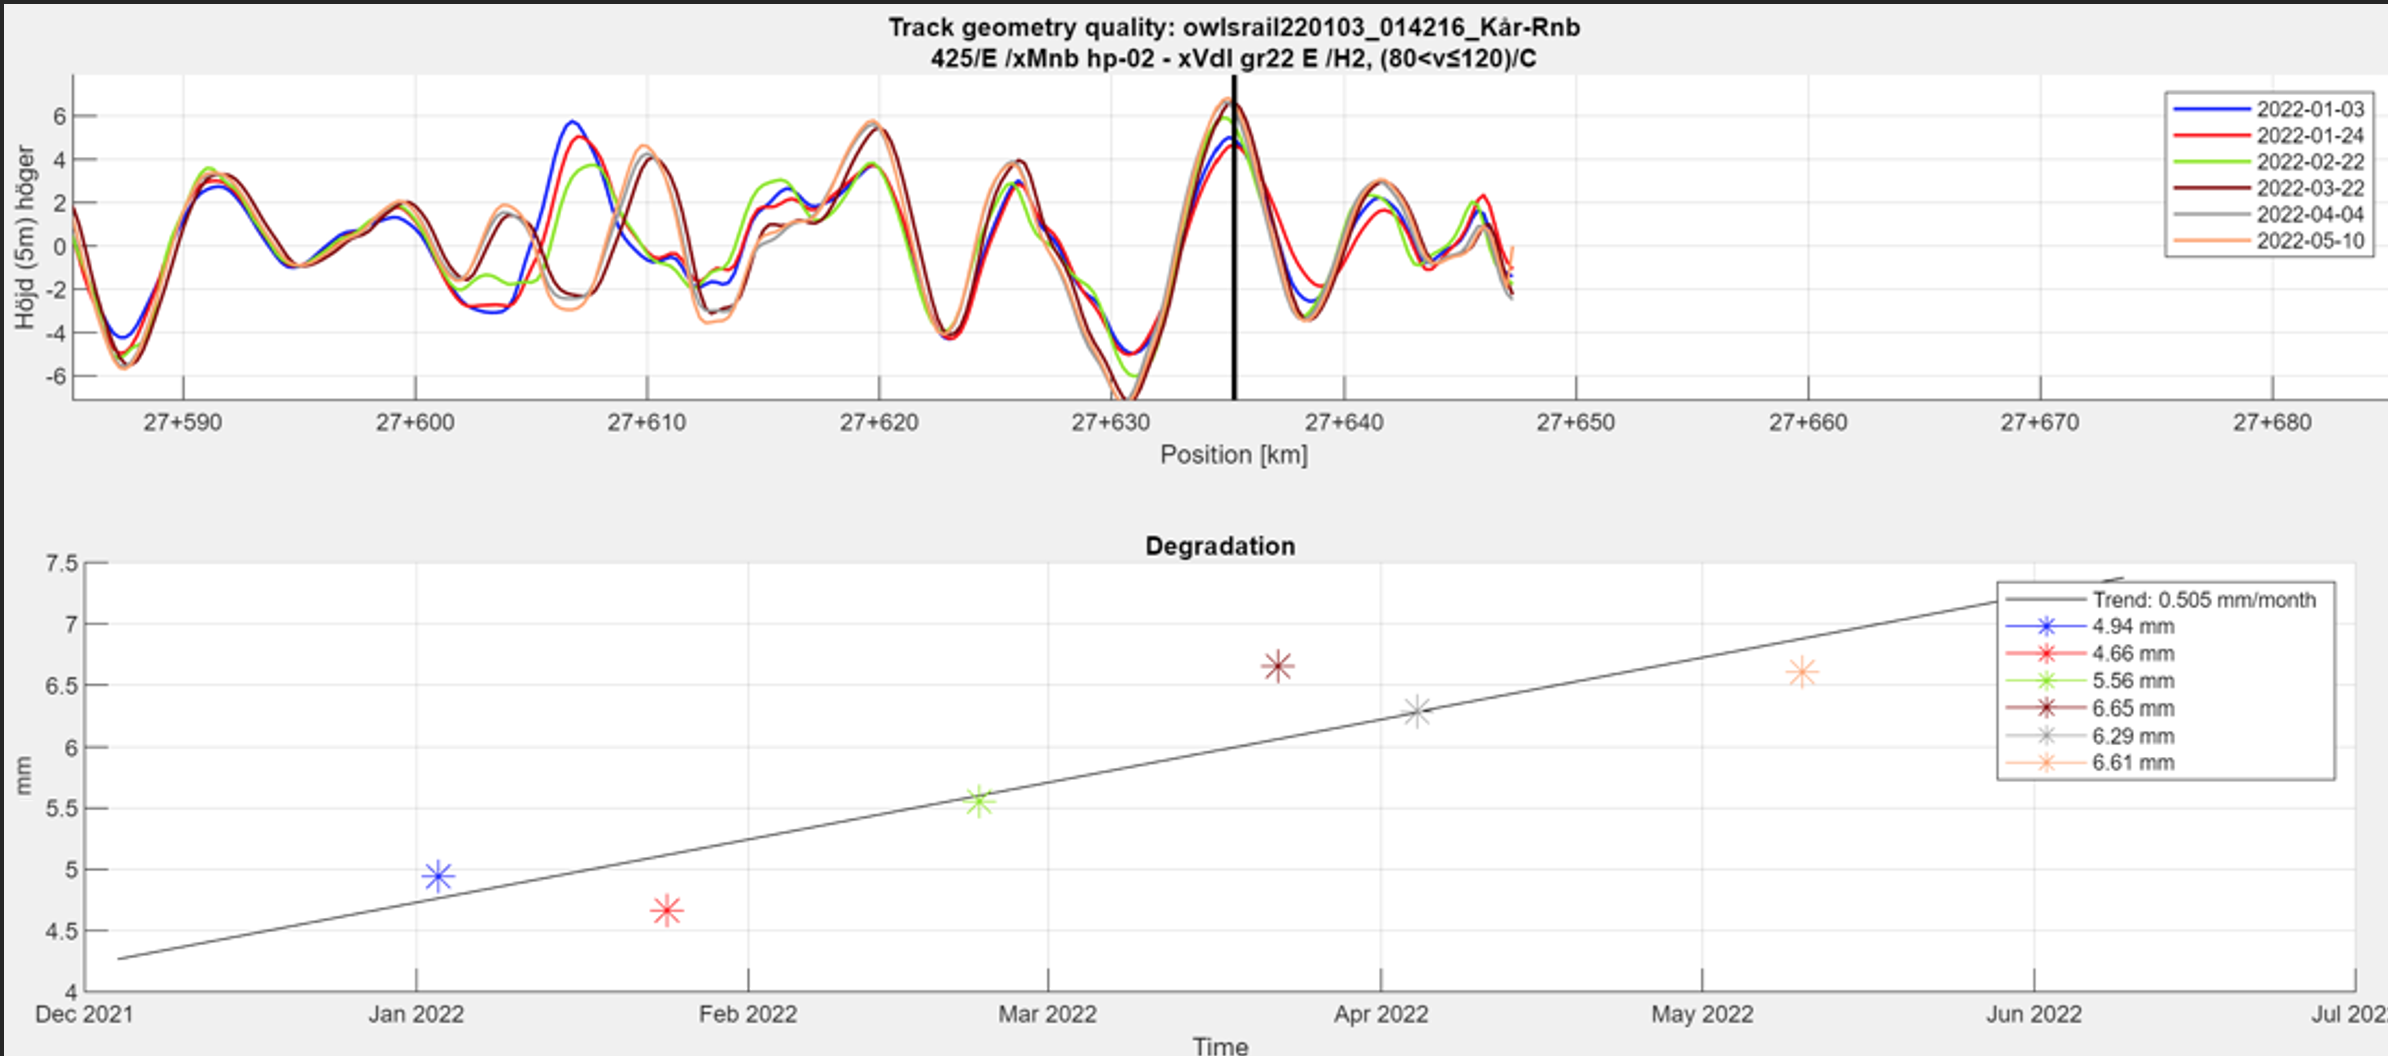 Track geometry quality: owlsrail220103_014216_Kår-Rnb
425/E /xMnb hp-02 - xVdl gr22 E /H2, (80<v≤120)/C
Höjd (5m) höger
6
4
2
0
-2
-4
-6
27+590 27+600 27+610 27+620 27+630 27+640 27+650 27+660 27+670 27+680
Position [km]
2022-01-03
2022-01-24
2022-02-22
2022-03-22
2022-04-04
2022-05-10
Degradation
mm
7.5
7
6.5
6
5.5
5
4.5
4
Dec 2021 Jan 2022 Feb 2022 Mar 2022 Apr 2022 May 2022 Jun 2022 Jul 202
Time
Trend: 0.505 mm/month
4.94 mm
4.66 mm
5.56 mm
6.65 mm
6.29 mm
6.61 mm